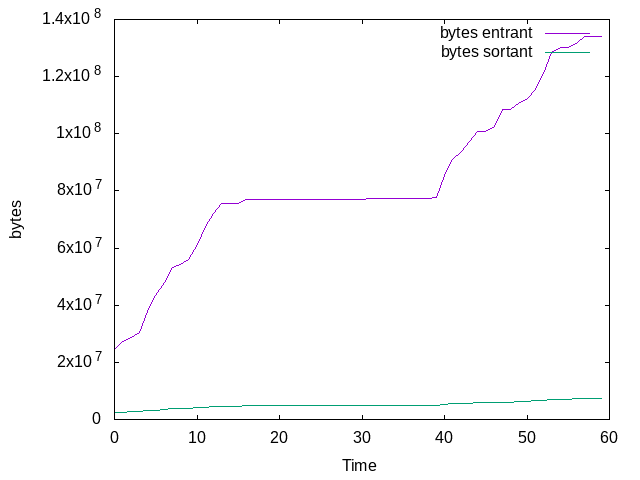 1.4x10^8
1.2x10^8
1x10^8
8x10^7
6x10^7
4x10^7
2x10^7
0
bytes
bytes entrant
bytes sortant
0 10 20 30 40 50 60
Time